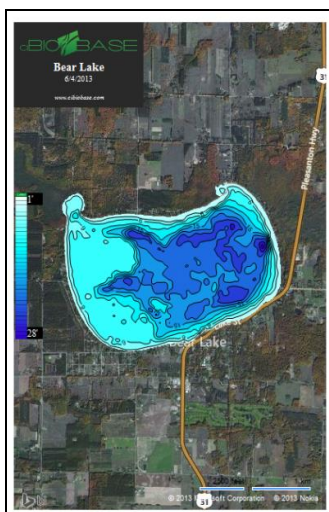 ciBIOBASE
Bear Lake
6/4/2013
www.cibiobase.com
31
Pleasanton Hwy
1'
28'
Bear Lake
31
© 2013 Microsoft Corporation © 2013 Nokia